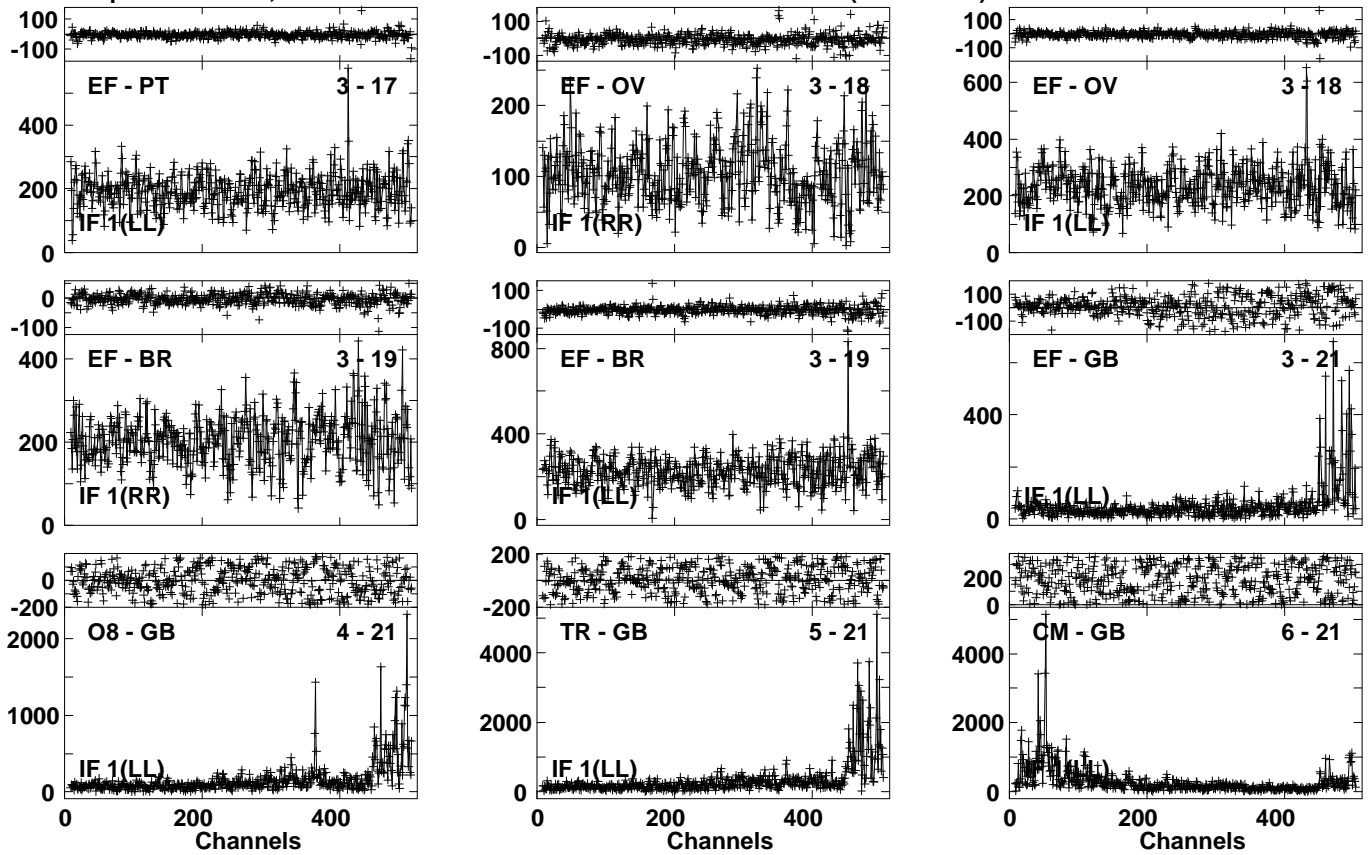 100
-100
EF - PT 3 - 17
400
200
0
IF 1(LL)
100
-100
EF - OV 3 - 18
200
100
0
IF 1(RR)
100
-100
EF - OV 3 - 18
600
400
200
0
IF 1(LL)
0
-100
EF - BR 3 - 19
400
200
0
IF 1(RR)
100
-100
800
EF - BR 3 - 19
400
0
IF 1(LL)
100
-100
EF - GB 3 - 21
400
0
IF 1(LL)
0
-200
O8 - GB 4 - 21
2000
1000
0
IF 1(LL)
0 200 400
Channels
200
0
-200
TR - GB 5 - 21
4000
2000
0
IF 1(LL)
0 200 400
Channels
200
0
CM - GB 6 - 21
4000
2000
0
0 200 400
Channels